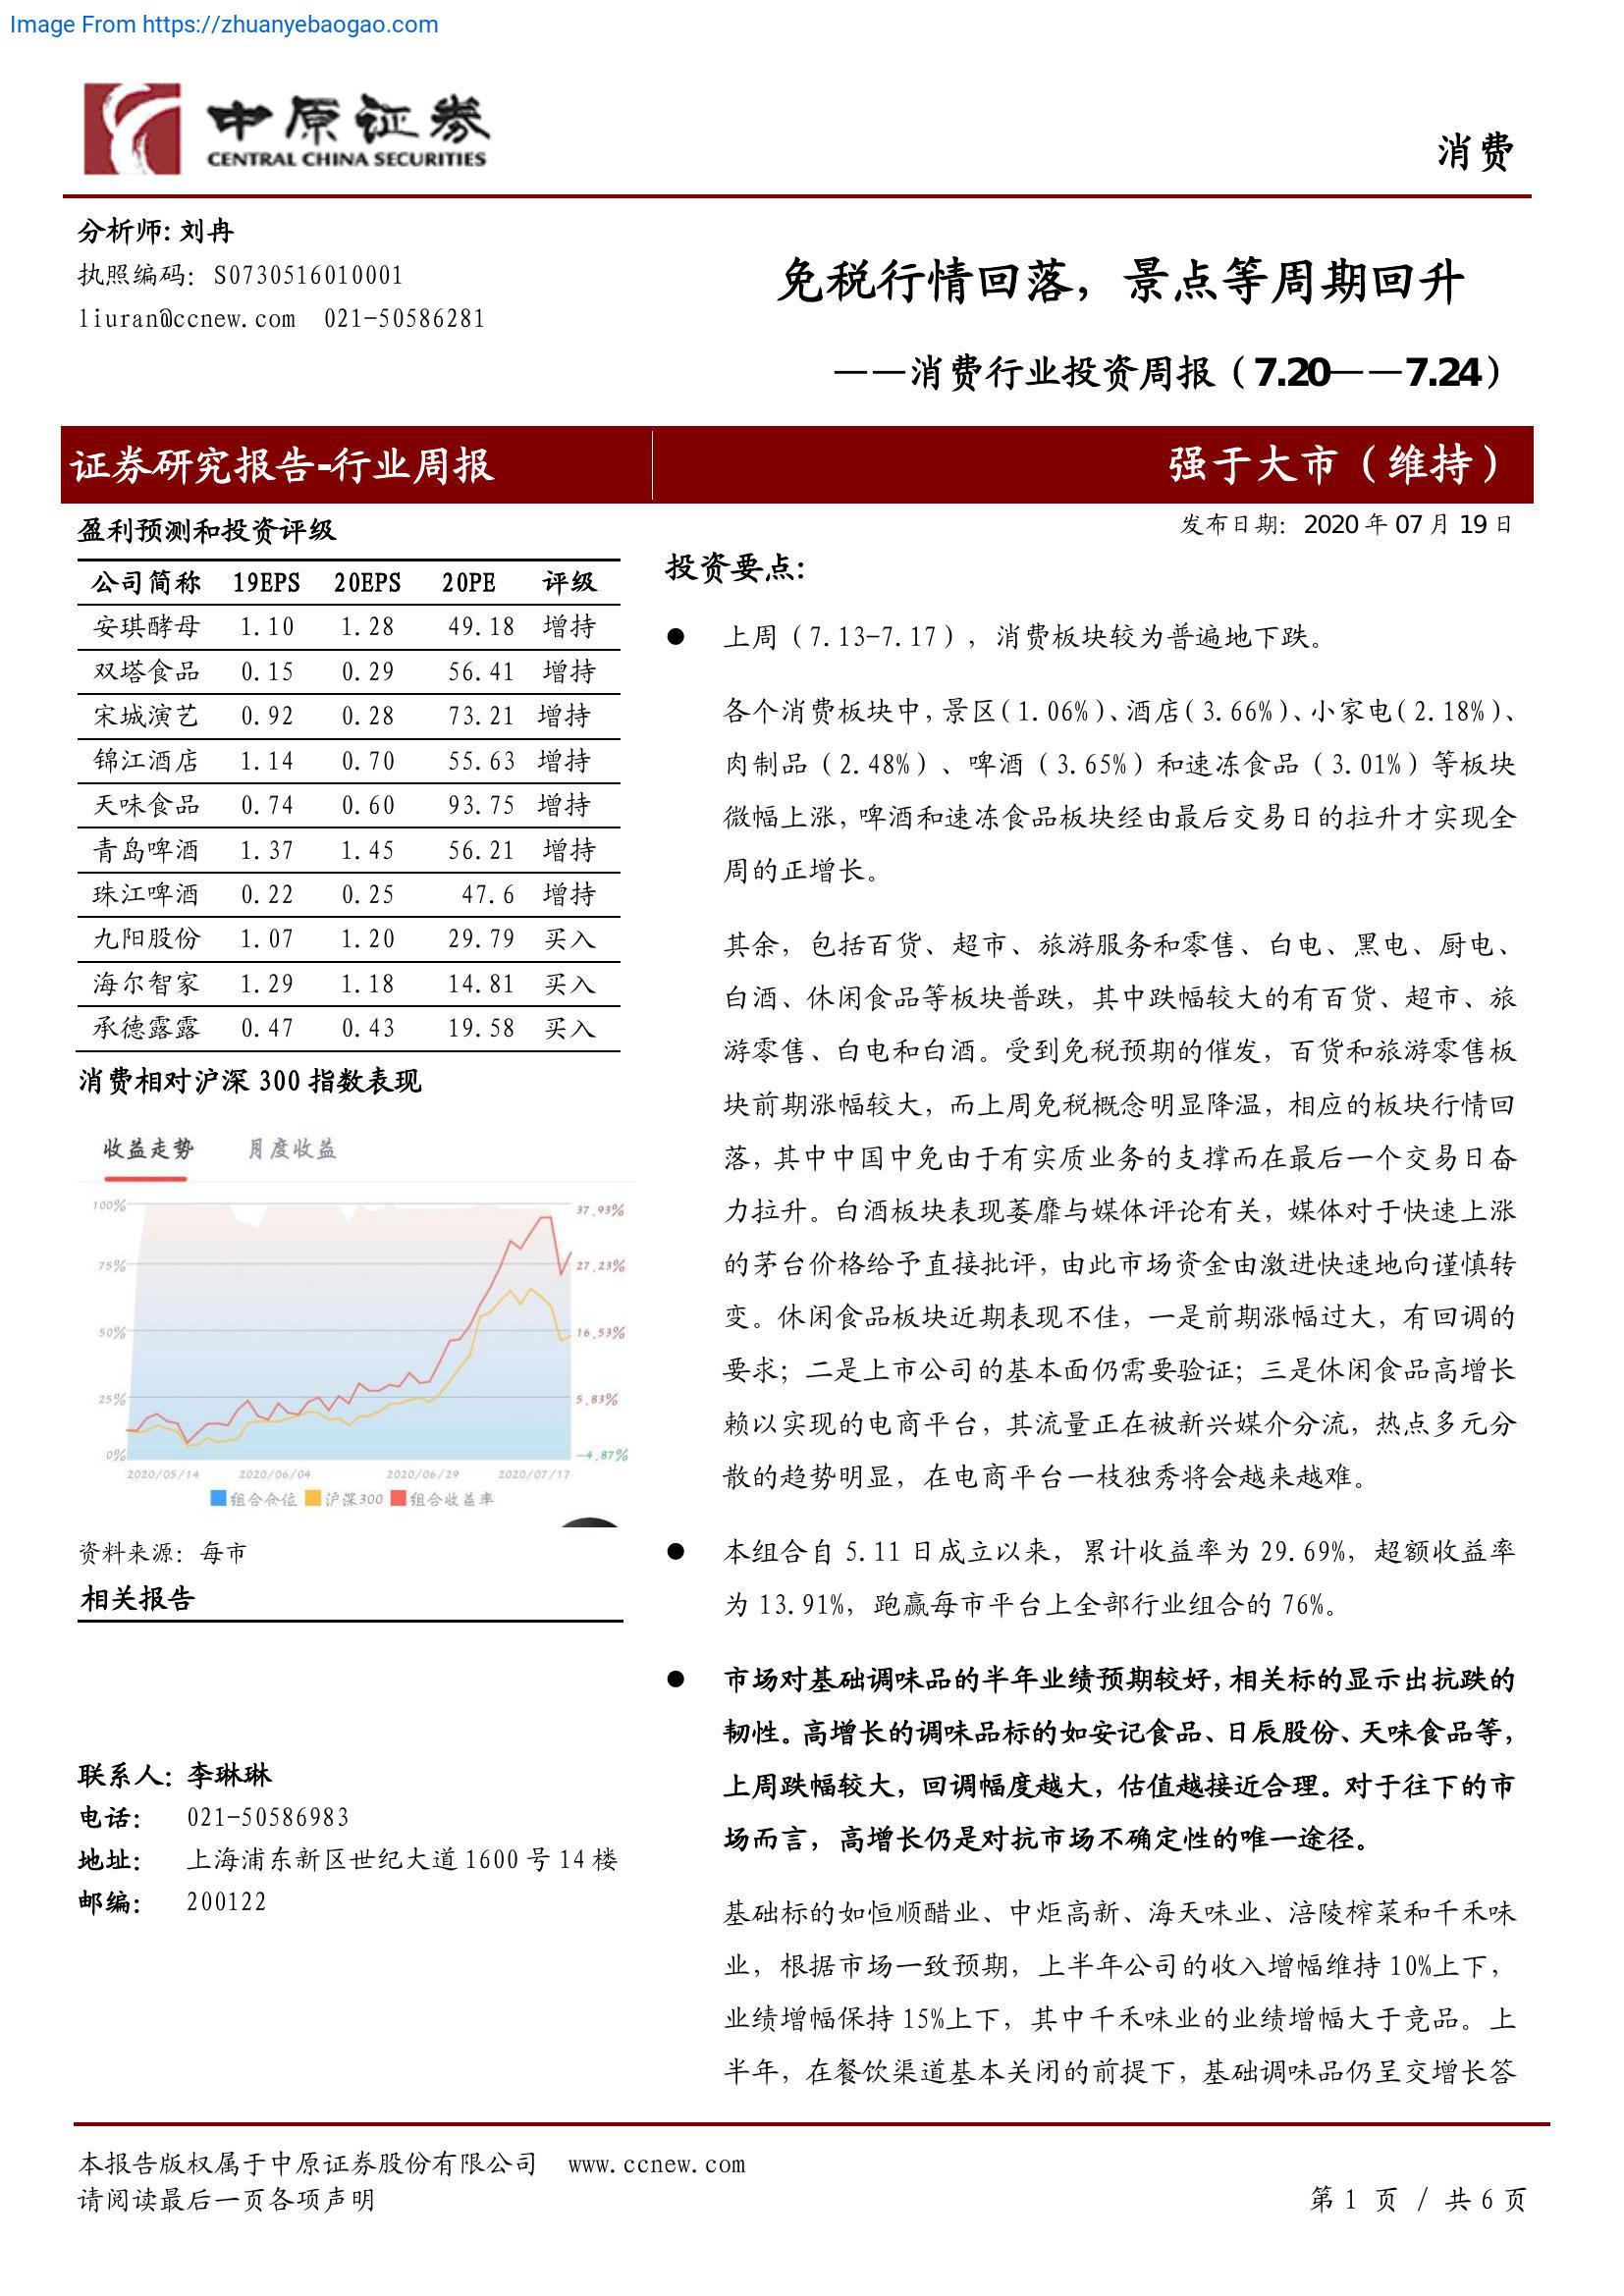 Image From https://zhuanyebaogao.com
中原证券
CENTRAL CHINA SECURITIES
消费
分析师: 刘冉
执照编码: S0730516010001
liuran@ccnew.com 021-50586281
免税行情回落，景点等周期回升
——消费行业投资周报（7.20——7.24）
证券研究报告-行业周报
强于大市（维持）
盈利预测和投资评级
公司简称 19EPS 20EPS 20PE 评级
安琪酵母 1.10 1.28 49.18 增持
双塔食品 0.15 0.29 56.41 增持
宋城演艺 0.92 0.28 73.21 增持
锦江酒店 1.14 0.70 55.63 增持
天味食品 0.74 0.60 93.75 增持
青岛啤酒 1.37 1.45 56.21 增持
珠江啤酒 0.22 0.25 47.6 增持
九阳股份 1.07 1.20 29.79 买入
海尔智家 1.29 1.18 14.81 买入
承德露露 0.47 0.43 19.58 买入
消费相对沪深 300 指数表现
收益走势 月度收益
100% 37.93%
75% 27.23%
50% 16.53%
25% 5.83%
0% -4.87%
2020/05/14 2020/06/04 2020/06/29 2020/07/17
组合仓位 沪深300 组合收益率
资料来源：每市
相关报告
联系人: 李琳琳
电话: 021-50586983
地址: 上海浦东新区世纪大道 1600 号 14 楼
邮编: 200122
发布日期: 2020 年 07 月 19 日
投资要点:
● 上周（7.13-7.17），消费板块较为普遍地下跌。
各个消费板块中，景区(1.06%)、酒店(3.66%)、小家电(2.18%)、
肉制品（2.48%）、啤酒（3.65%）和速冻食品（3.01%）等板块
微幅上涨，啤酒和速冻食品板块经由最后交易日的拉升才实现全
周的正增长。
其余，包括百货、超市、旅游服务和零售、白电、黑电、厨电、
白酒、休闲食品等板块普跌，其中跌幅较大的有百货、超市、旅
游零售、白电和白酒。受到免税预期的催发，百货和旅游零售板
块前期涨幅较大，而上周免税概念明显降温，相应的板块行情回
落，其中中国中免由于有实质业务的支撑而在最后一个交易日奋
力拉升。白酒板块表现萎靡与媒体评论有关，媒体对于快速上涨
的茅台价格给予直接批评，由此市场资金由激进快速地向谨慎转
变。休闲食品板块近期表现不佳，一是前期涨幅过大，有回调的
要求；二是上市公司的基本面仍需要验证；三是休闲食品高增长
赖以实现的电商平台，其流量正在被新兴媒介分流，热点多元分
散的趋势明显，在电商平台一枝独秀将会越来越难。
● 本组合自 5.11 日成立以来，累计收益率为 29.69%，超额收益率
为 13.91%，跑赢每市平台上全部行业组合的 76%。
● 市场对基础调味品的半年业绩预期较好，相关标的显示出抗跌的
韧性。高增长的调味品标的如安记食品、日辰股份、天味食品等，
上周跌幅较大，回调幅度越大，估值越接近合理。对于往下的市
场而言，高增长仍是对抗市场不确定性的唯一途径。
基础标的如恒顺醋业、中炬高新、海天味业、涪陵榨菜和千禾味
业，根据市场一致预期，上半年公司的收入增幅维持 10%上下，
业绩增幅保持 15%上下，其中千禾味业的业绩增幅大于竞品。上
半年，在餐饮渠道基本关闭的前提下，基础调味品仍呈交增长答
本报告版权属于中原证券股份有限公司 www.ccnew.com
请阅读最后一页各项声明
第 1 页 / 共 6 页